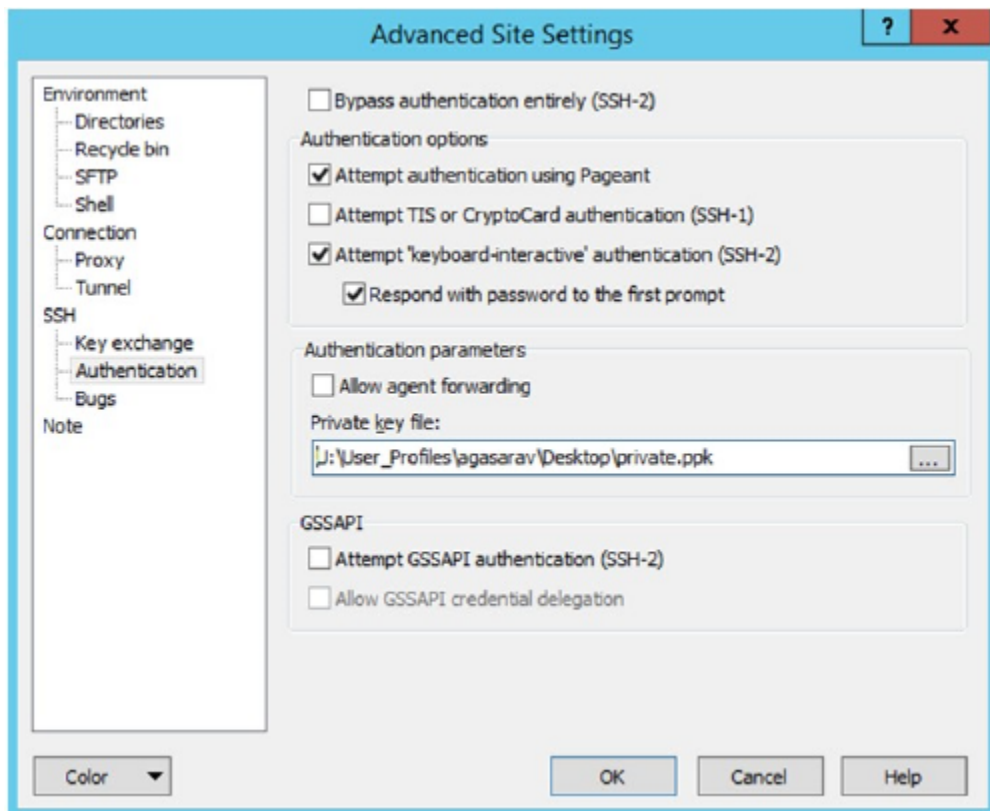 Advanced Site Settings
?
x
Environment
Directories
Recycle bin
SFTP
Shell
Connection
Proxy
Tunnel
SSH
Key exchange
Authentication
Bugs
Note
Bypass authentication entirely (SSH-2)
Authentication options
Attempt authentication using Pageant
Attempt TIS or CryptoCard authentication (SSH-1)
Attempt 'keyboard-interactive' authentication (SSH-2)
Respond with password to the first prompt
Authentication parameters
Allow agent forwarding
Private key file:
U:\User_Profiles\agasarav\Desktop\private.ppk
...
GSSAPI
Attempt GSSAPI authentication (SSH-2)
Allow GSSAPI credential delegation
Color
OK
Cancel
Help